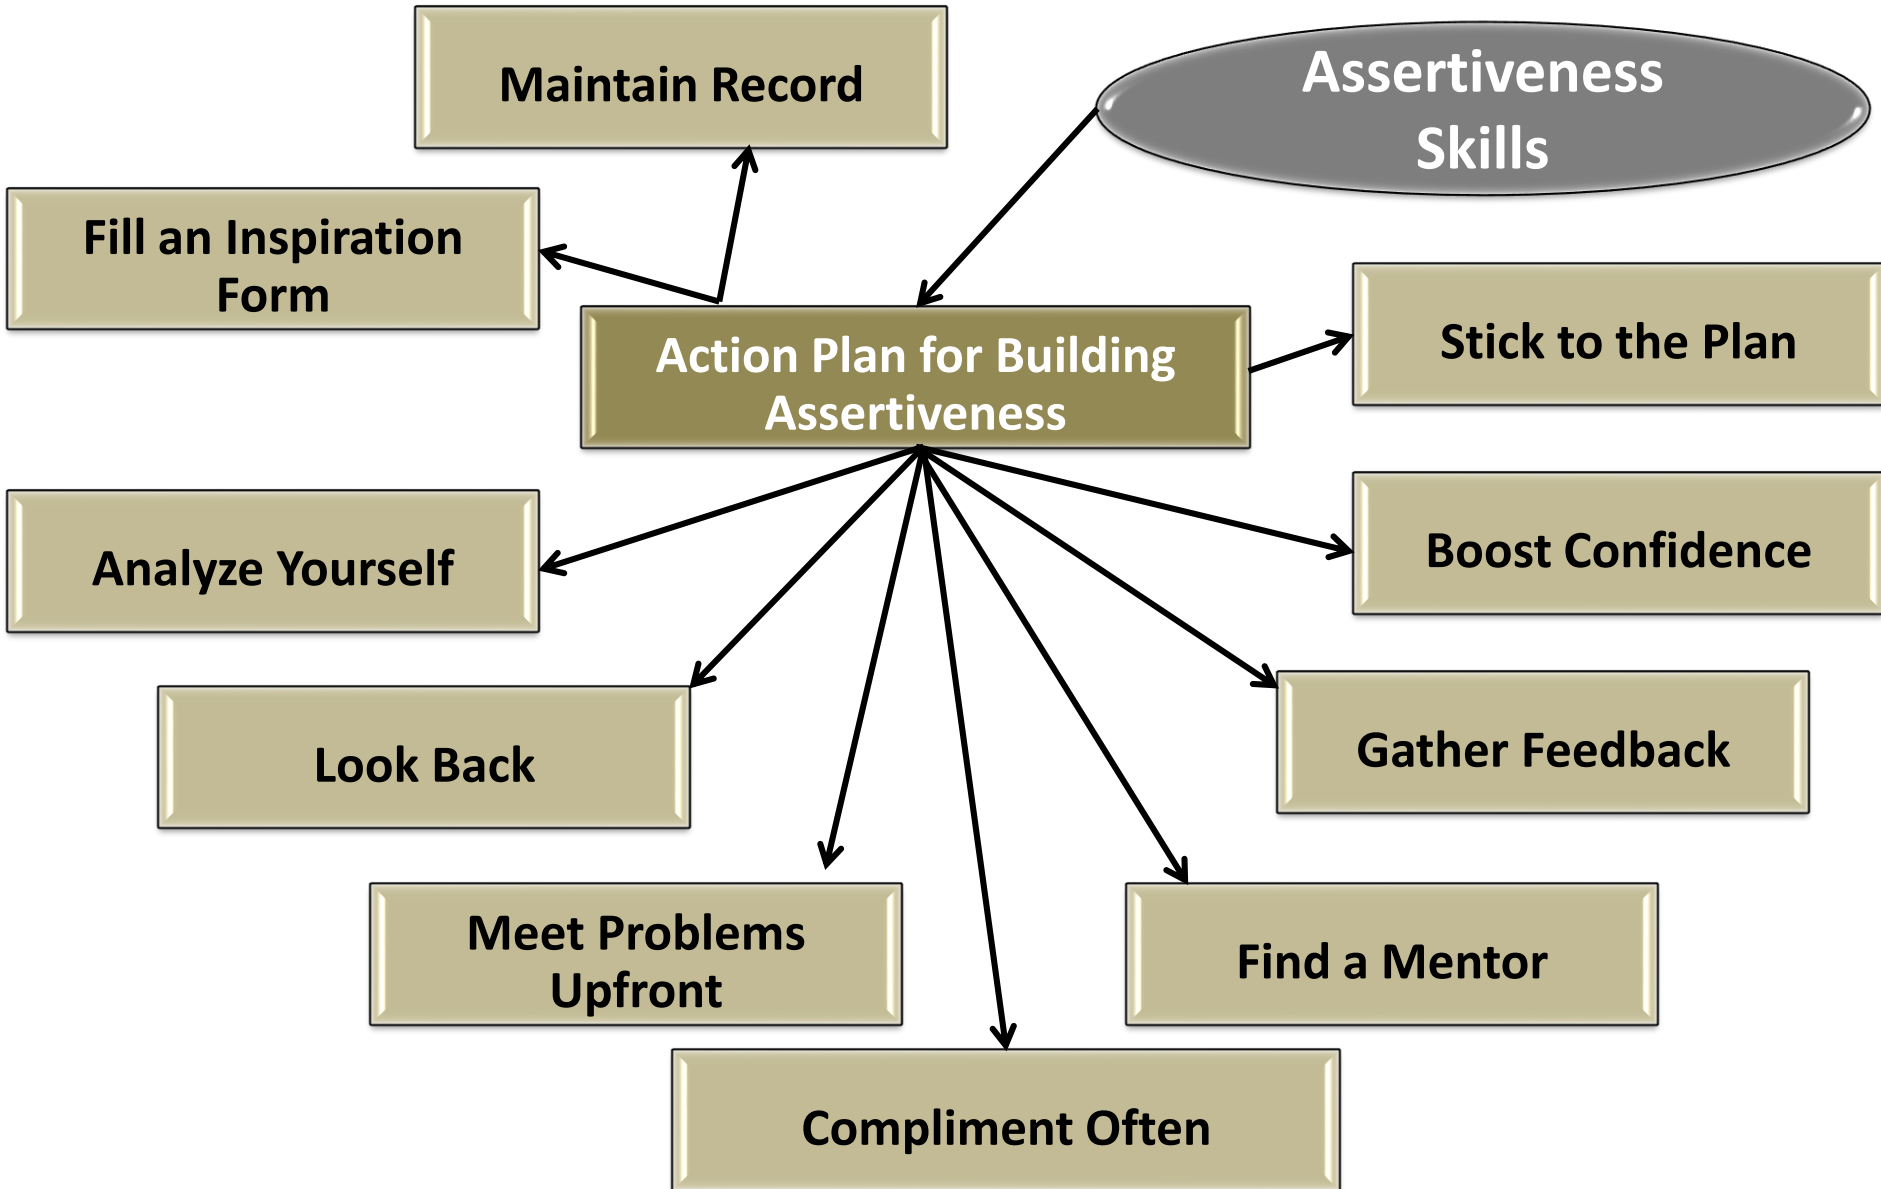 Maintain Record
Assertiveness
Skills
Fill an Inspiration
Form
Action Plan for Building
Assertiveness
Stick to the Plan
Analyze Yourself
Boost Confidence
Look Back
Gather Feedback
Meet Problems
Upfront
Find a Mentor
Compliment Often